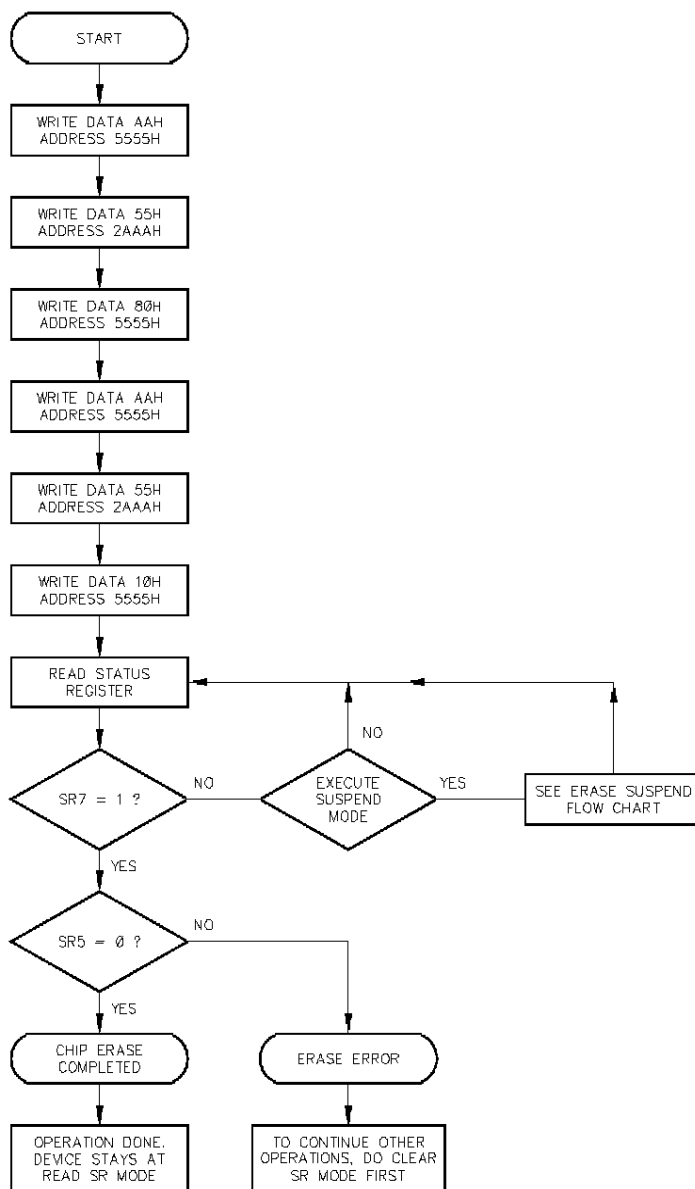 START
WRITE DATA AAH
ADDRESS 5555H
WRITE DATA 55H
ADDRESS 2AAAH
WRITE DATA 80H
ADDRESS 5555H
WRITE DATA AAH
ADDRESS 5555H
WRITE DATA 55H
ADDRESS 2AAAH
WRITE DATA 10H
ADDRESS 5555H
READ STATUS
REGISTER
NO
SR7 = 1 ?
NO
EXECUTE
SUSPEND
MODE
YES
SEE ERASE SUSPEND
FLOW CHART
YES
SR5 = 0 ?
NO
YES
CHIP ERASE
COMPLETED
ERASE ERROR
OPERATION DONE.
DEVICE STAYS AT
READ SR MODE
TO CONTINUE OTHER
OPERATIONS, DO CLEAR
SR MODE FIRST